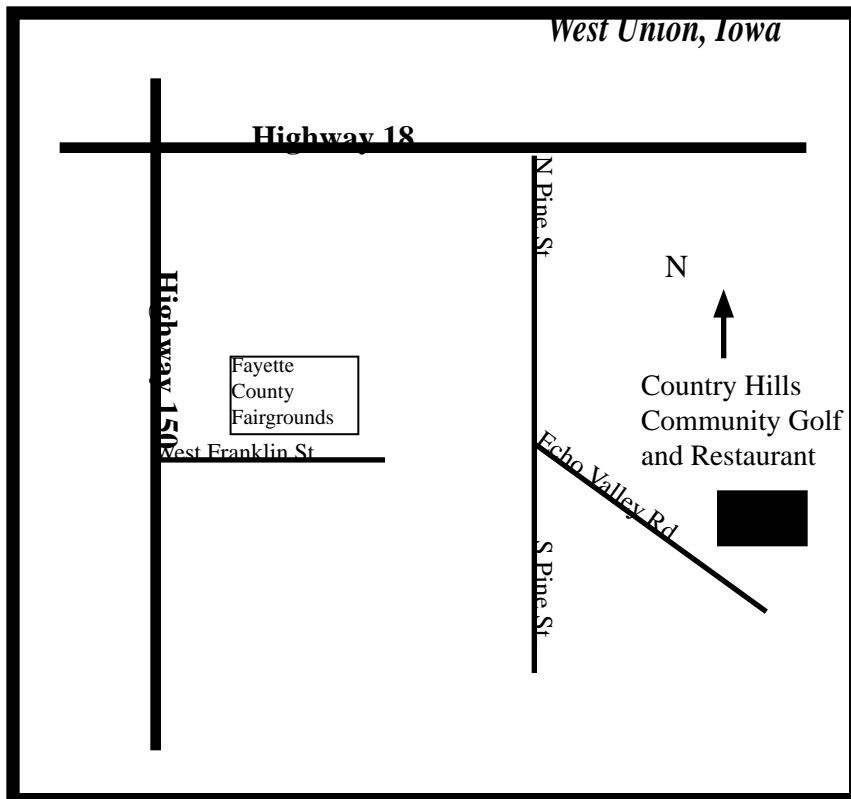 West Union, Iowa
Highway 18
N Pine St
N
Highway 150
Fayette
County
Fairgrounds
Country Hills
Community Golf
and Restaurant
West Franklin St
Echo Valley Rd
S Pine St